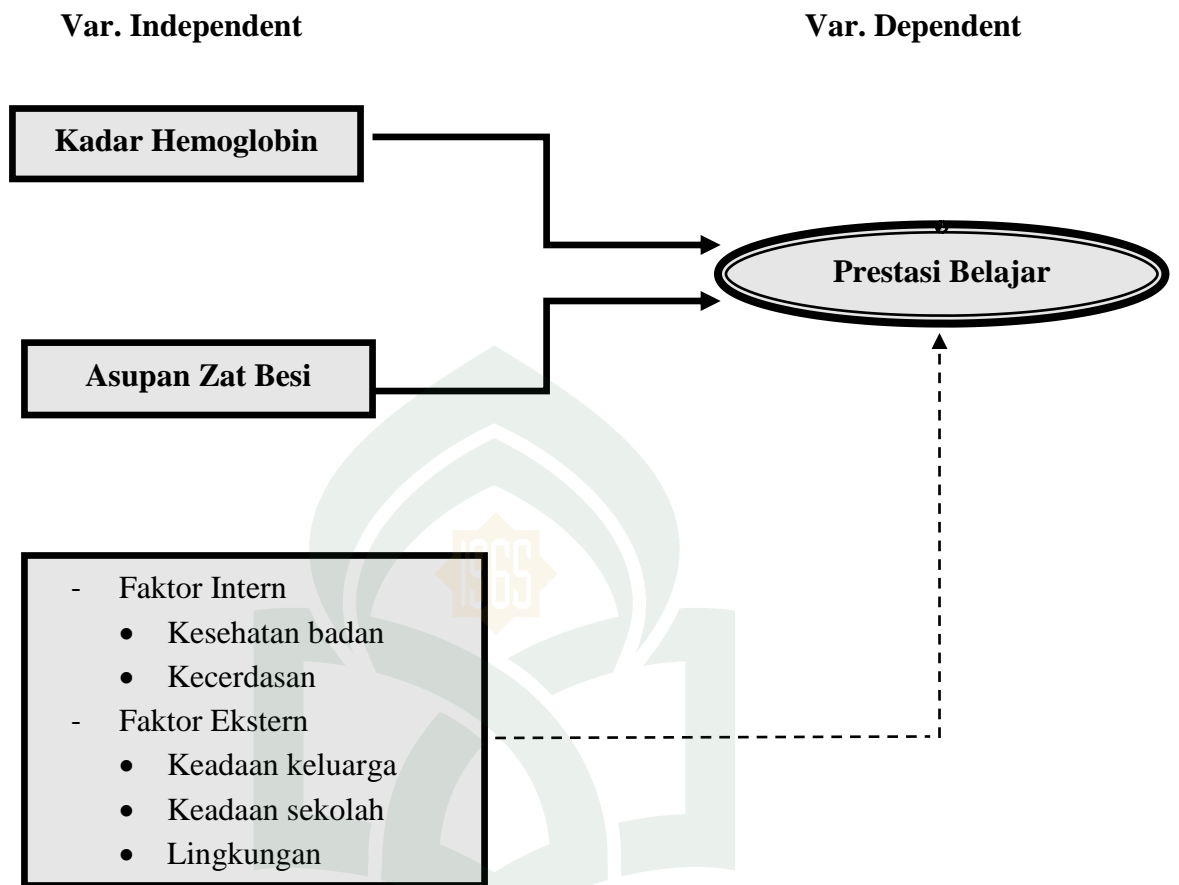 Var. Independent Var. Dependent
Kadar Hemoglobin
Prestasi Belajar
Asupan Zat Besi
1965
- Faktor Intern
• Kesehatan badan
• Kecerdasan
- Faktor Ekstern
• Keadaan keluarga
• Keadaan sekolah
• Lingkungan